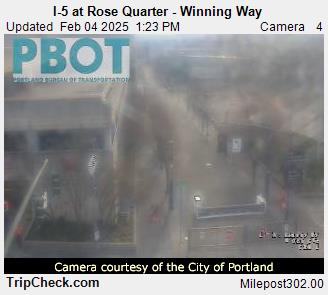 I-5 at Rose Quarter - Winning Way
Updated Feb 04 2025 1:23 PM Camera 4
PBOT
PORTLAND BUREAU OF TRANSPORTATION
Camera courtesy of the City of Portland
TripCheck.com Milepost302.00